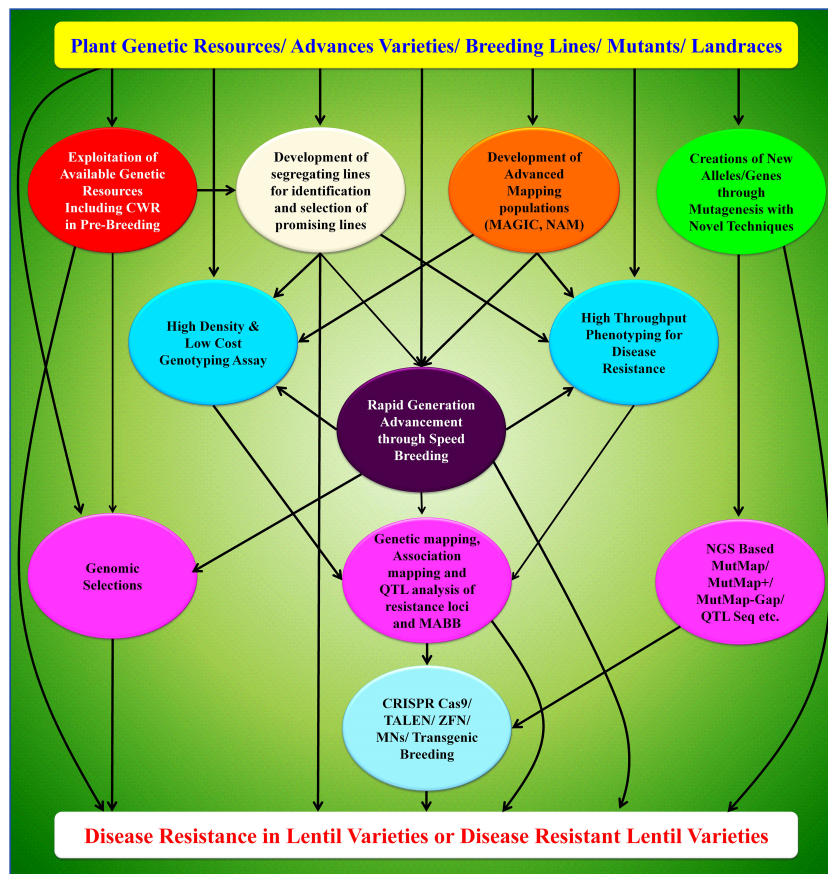 Plant Genetic Resources/ Advances Varieties/ Breeding Lines/ Mutants/ Landraces
Exploitation of
Available Genetic
Resources
Including CWR
in Pre-Breeding
Development of
segregating lines
for identification
and selection of
promising lines
Development of
Advanced
Mapping
populations
(MAGIC, NAM)
Creations of New
Alleles/Genes
through
Mutagenesis with
Novel Techniques
High Density &
Low Cost
Genotyping Assay
High Throughput
Phenotyping for
Disease
Resistance
Rapid Generation
Advancement
through Speed
Breeding
Genomic
Selections
Genetic mapping,
Association
mapping and
QTL analysis of
resistance loci
and MABB
NGS Based
MutMap/
MutMap+/
MutMap-Gap/
QTL Seq etc.
CRISPR Cas9/
TALEN/ ZFN/
MNs/ Transgenic
Breeding
Disease Resistance in Lentil Varieties or Disease Resistant Lentil Varieties